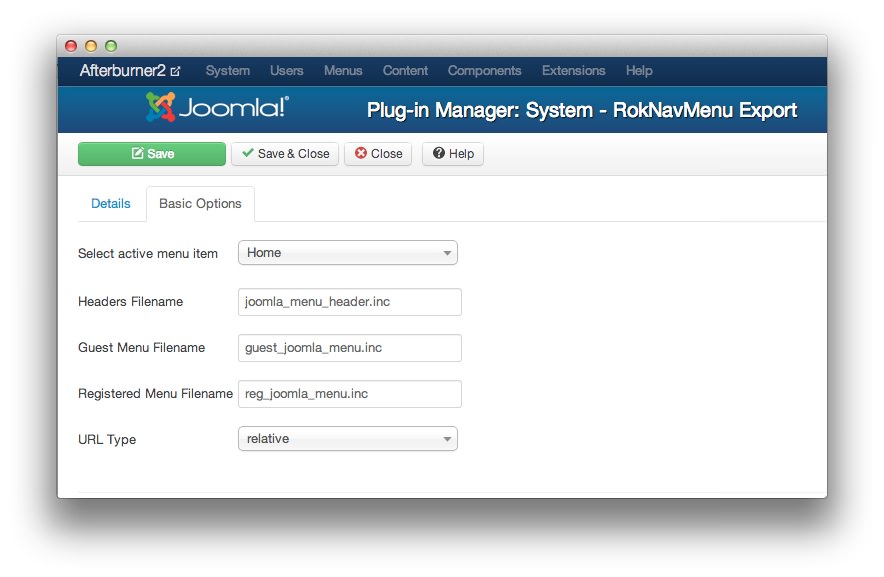 Afterburner2 System Users Menus Content Components Extensions Help
Joomla!® Plug-in Manager: System - RokNavMenu Export
Save Save & Close Close Help
Details Basic Options
Select active menu item Home
Headers Filename joomla_menu_header.inc
Guest Menu Filename guest_joomla_menu.inc
Registered Menu Filename reg_joomla_menu.inc
URL Type relative